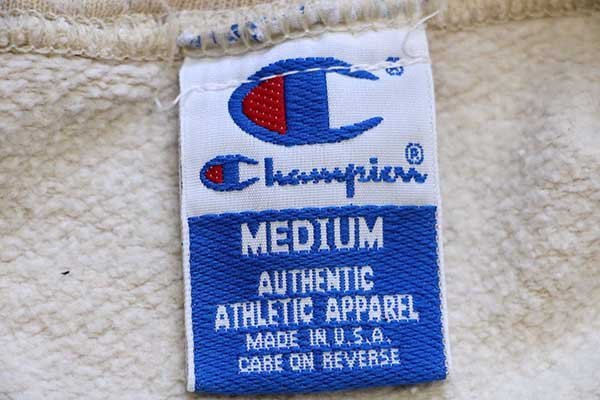 Champion®
MEDIUM
AUTHENTIC
ATHLETIC APPAREL
MADE IN U.S.A.
CARE ON REVERSE